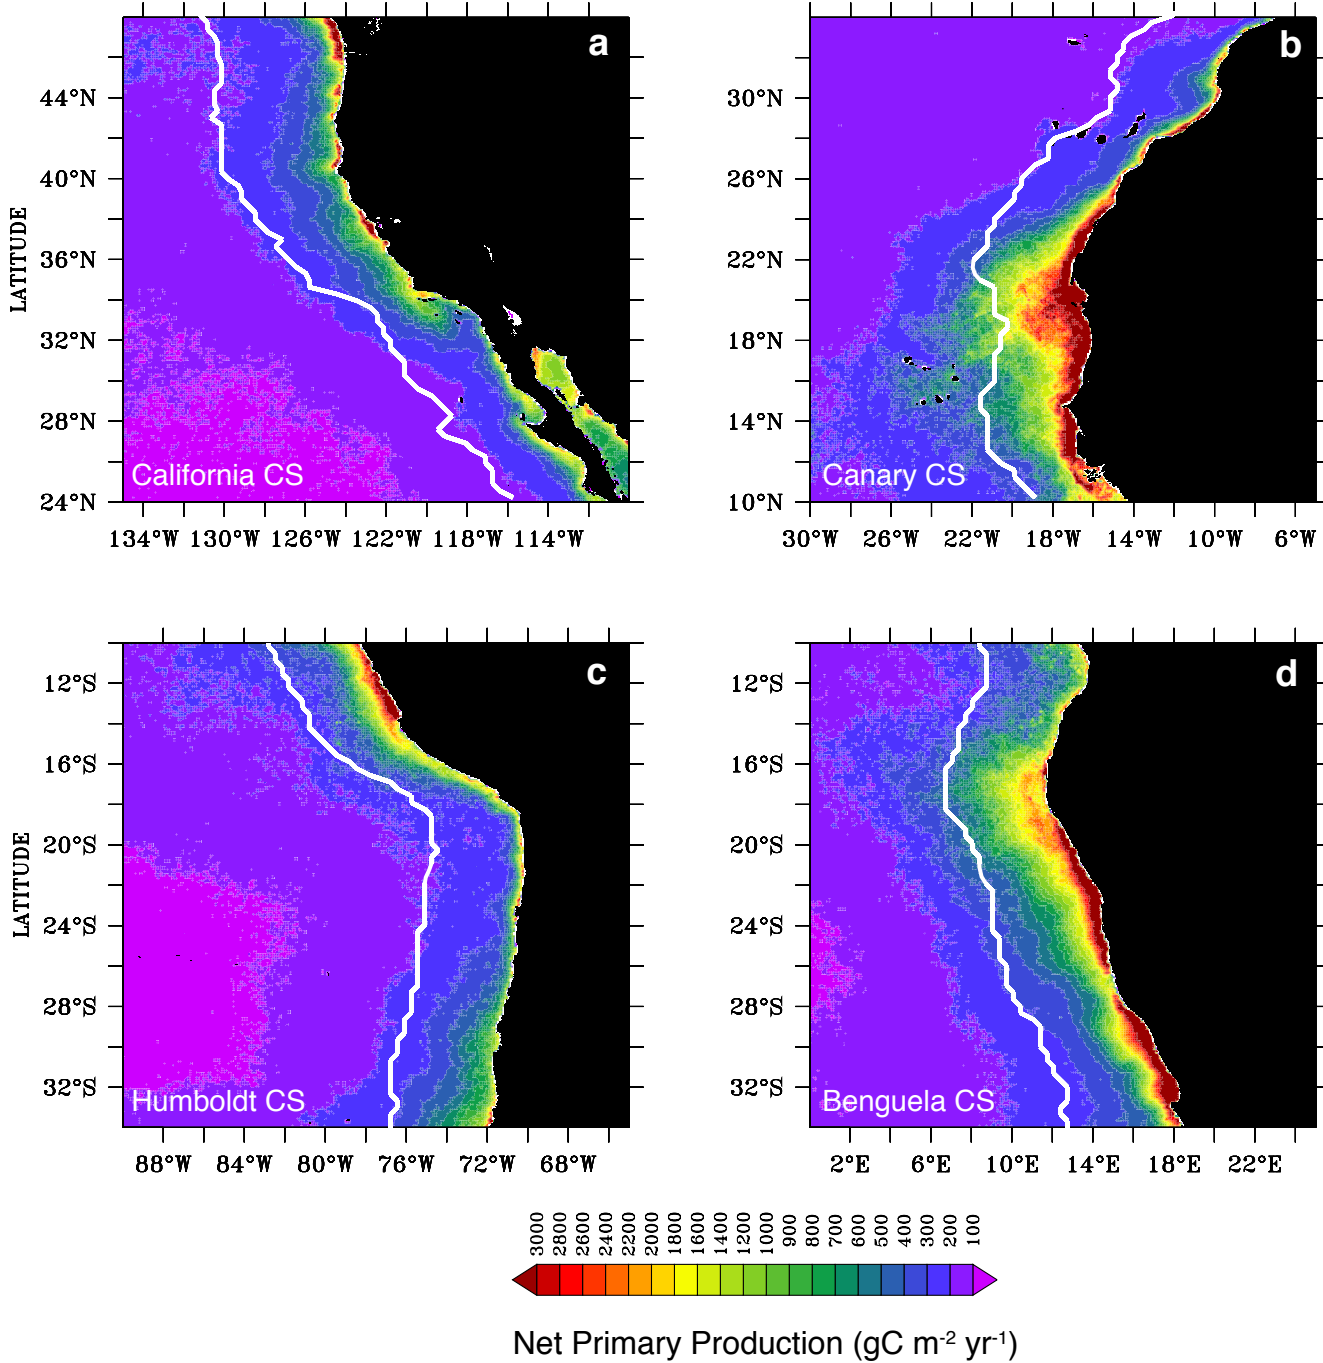 a
44°N
40°N
36°N
32°N
28°N
24°N
LATITUDE
California CS
134°W 130°W 126°W 122°W 118°W 114°W
b
30°N
26°N
22°N
18°N
14°N
10°N
Canary CS
30°W 26°W 22°W 18°W 14°W 10°W 6°W
c
12°S
16°S
20°S
24°S
28°S
32°S
LATITUDE
Humboldt CS
88°W 84°W 80°W 76°W 72°W 68°W
d
12°S
16°S
20°S
24°S
28°S
32°S
Benguela CS
2°E 6°E 10°E 14°E 18°E 22°E
3000 2800 2600 2400 2200 2000 1800 1600 1400 1200 1000 900 800 700 600 500 400 300 200 100
Net Primary Production (gC m⁻² yr⁻¹)